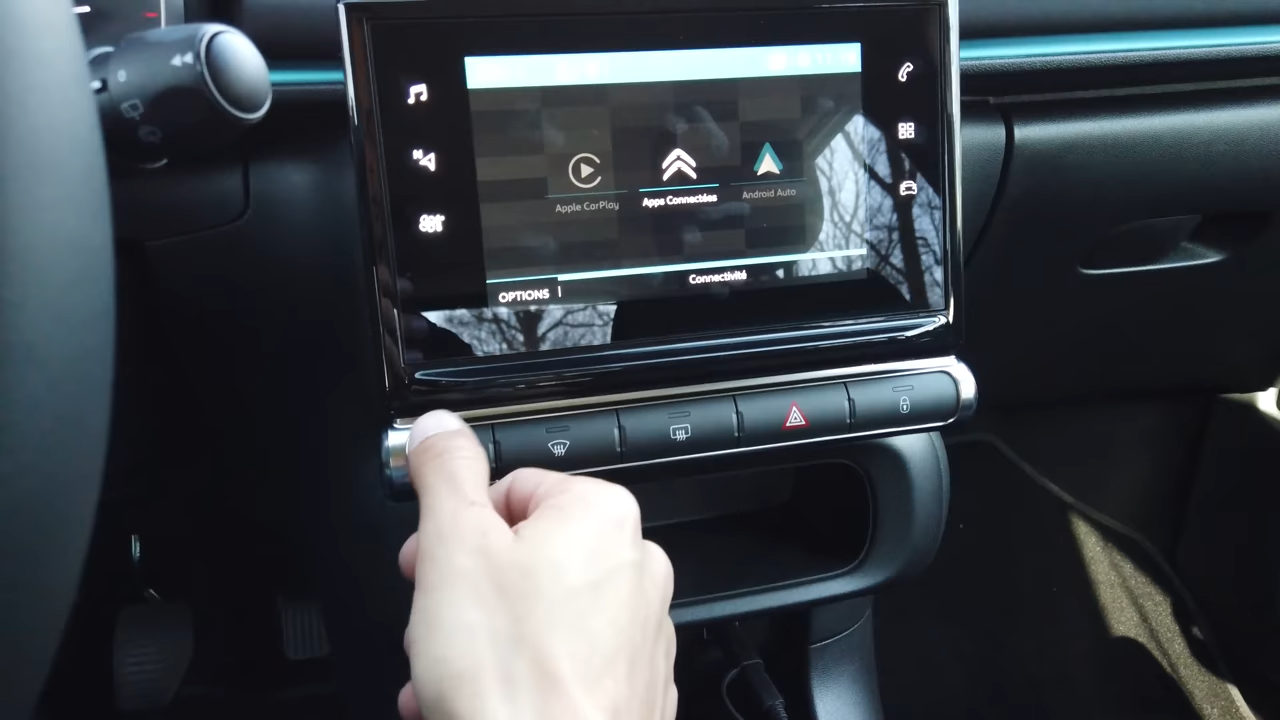 N
Apple CarPlay
Apps Connectées
Android Auto
Connectivité
OPTIONS